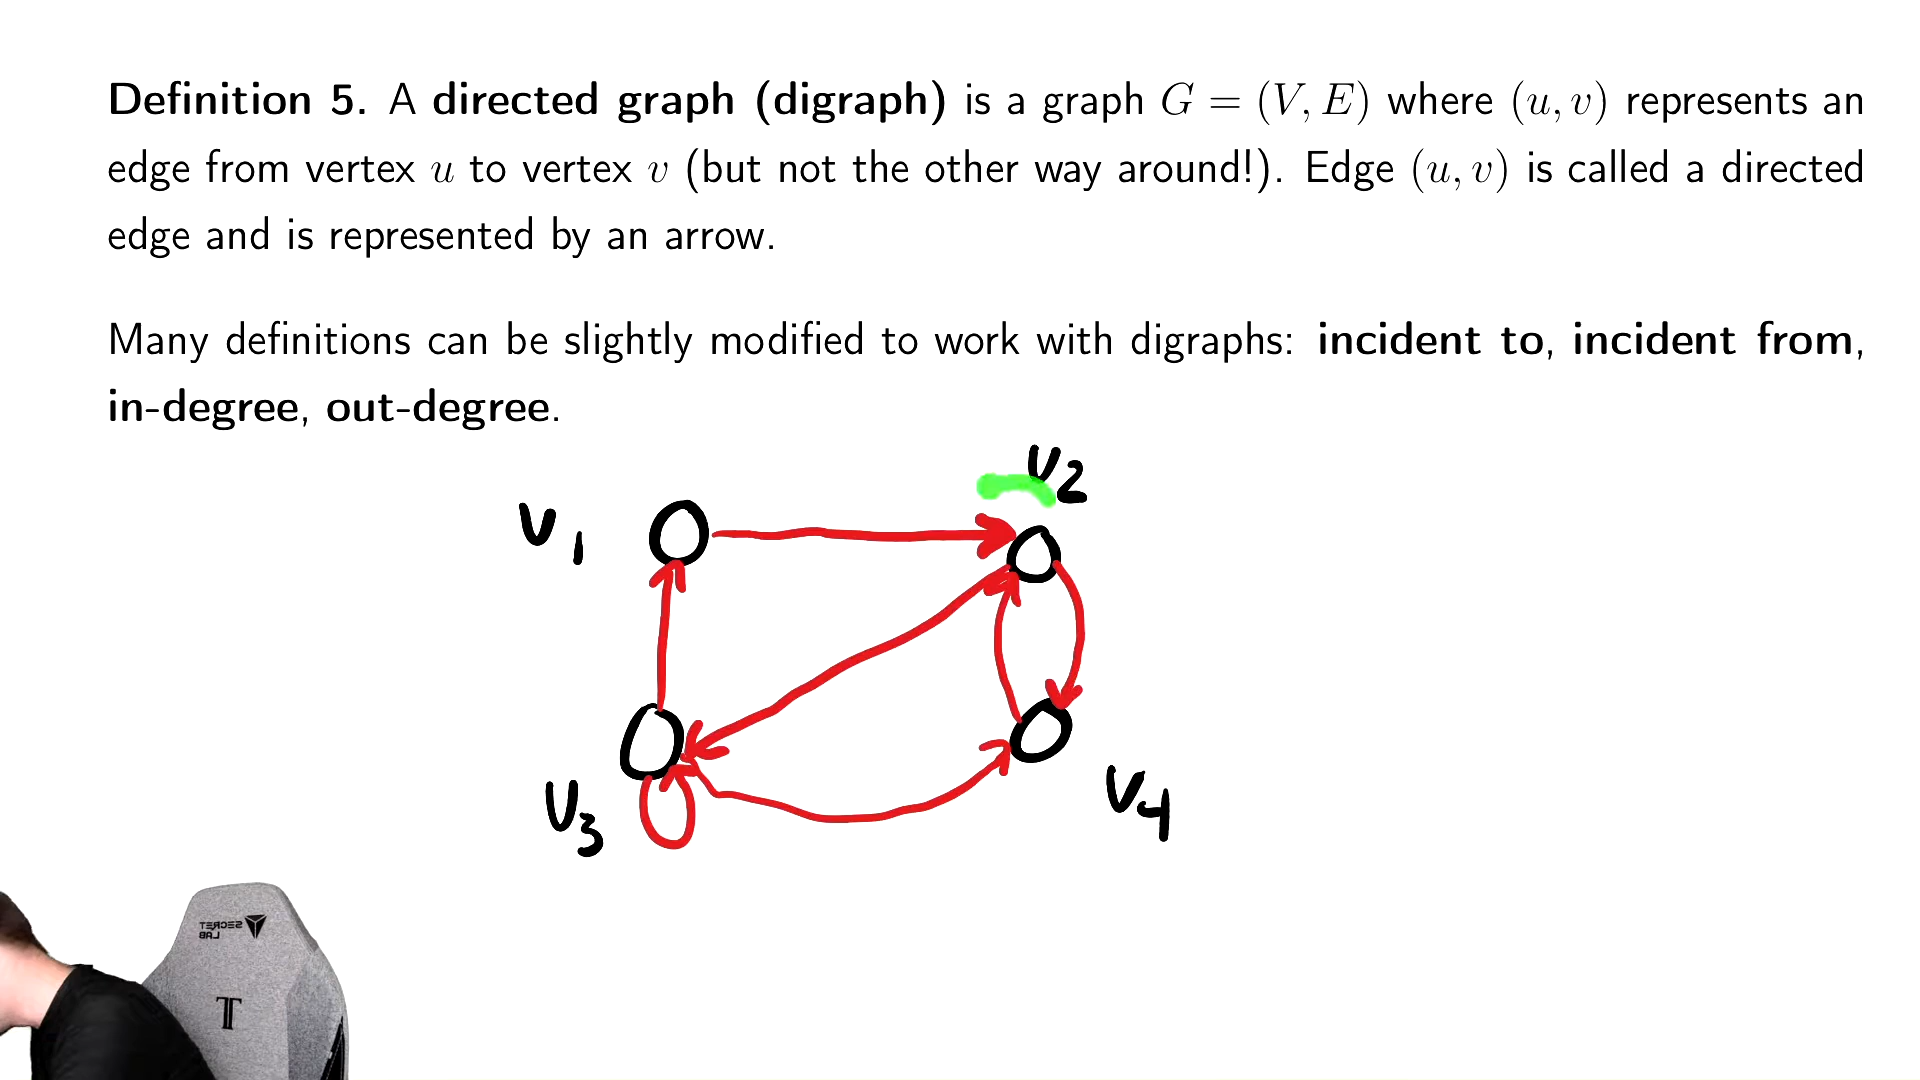 Definition 5. A directed graph (digraph) is a graph G = (V, E) where (u, v) represents an
edge from vertex u to vertex v (but not the other way around!). Edge (u, v) is called a directed
edge and is represented by an arrow.
Many definitions can be slightly modified to work with digraphs: incident to, incident from,
in-degree, out-degree.
v2
v1
v3
v4
SECRET
LAB
T